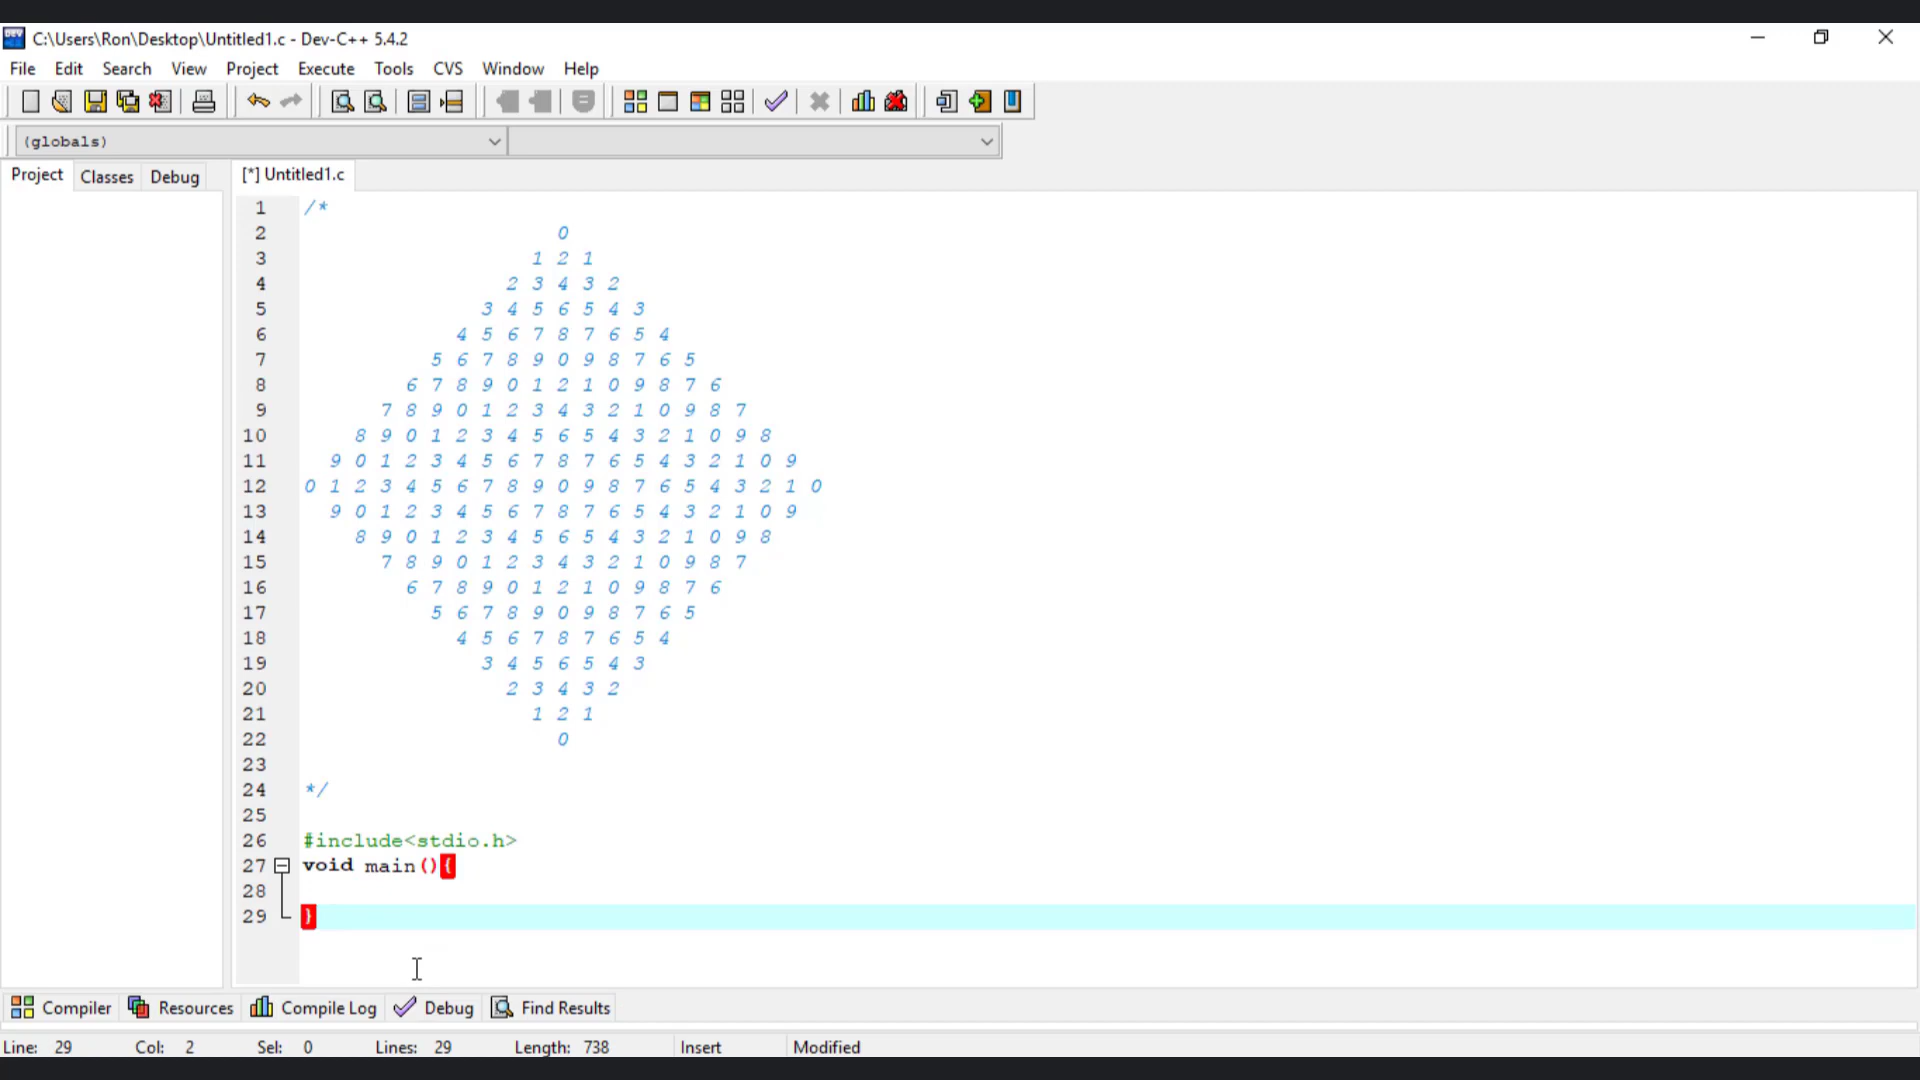 C:\Users\Ron\Desktop\Untitled1.c - Dev-C++ 5.4.2
File Edit Search View Project Execute Tools CVS Window Help
(globals)
Project Classes Debug [*] Untitled1.c
1 /*
2 0
3 1 2 1
4 2 3 4 3 2
5 3 4 5 6 5 4 3
6 4 5 6 7 8 7 6 5 4
7 5 6 7 8 9 0 9 8 7 6 5
8 6 7 8 9 0 1 2 1 0 9 8 7 6
9 7 8 9 0 1 2 3 4 3 2 1 0 9 8 7
10 8 9 0 1 2 3 4 5 6 5 4 3 2 1 0 9 8
11 9 0 1 2 3 4 5 6 7 8 7 6 5 4 3 2 1 0 9
12 0 1 2 3 4 5 6 7 8 9 0 9 8 7 6 5 4 3 2 1 0
13 9 0 1 2 3 4 5 6 7 8 7 6 5 4 3 2 1 0 9
14 8 9 0 1 2 3 4 5 6 5 4 3 2 1 0 9 8
15 7 8 9 0 1 2 3 4 3 2 1 0 9 8 7
16 6 7 8 9 0 1 2 1 0 9 8 7 6
17 5 6 7 8 9 0 9 8 7 6 5
18 4 5 6 7 8 7 6 5 4
19 3 4 5 6 5 4 3
20 2 3 4 3 2
21 1 2 1
22 0
23
24 */
25
26 #include<stdio.h>
27 void main(){
28
29 }
Compiler Resources Compile Log Debug Find Results
Line: 29 Col: 2 Sel: 0 Lines: 29 Length: 738 Insert Modified